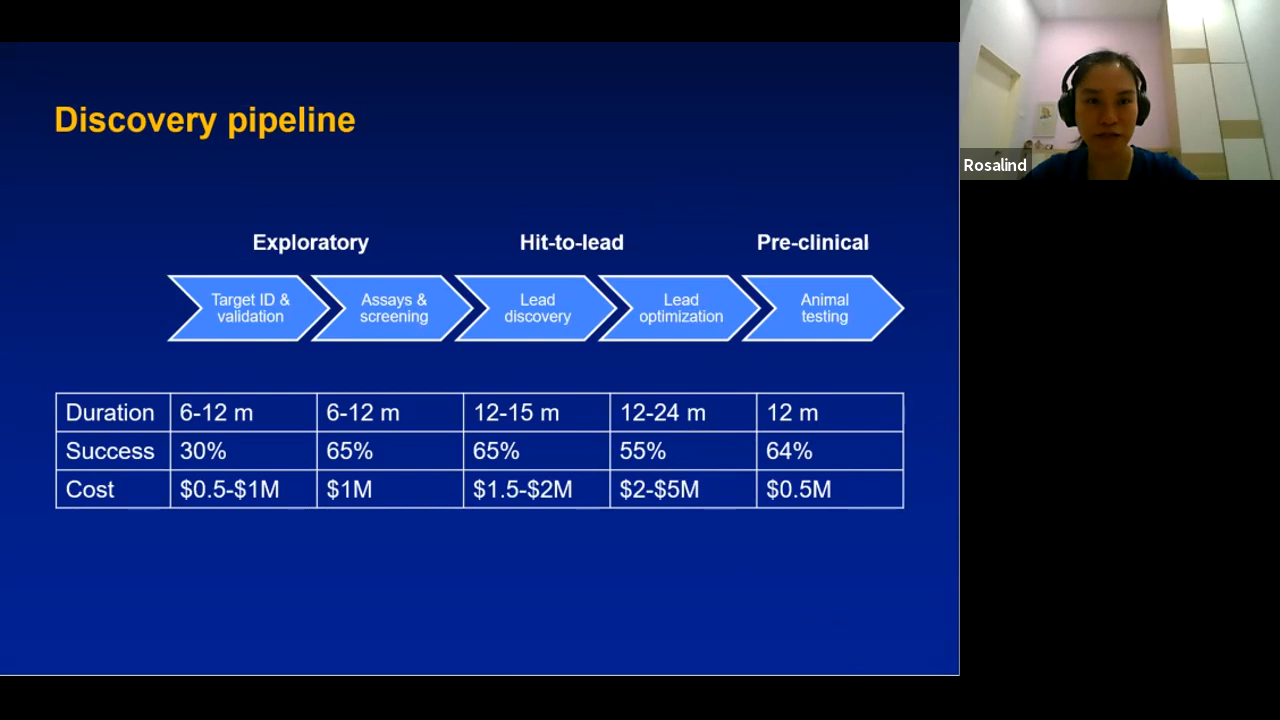 Discovery pipeline
Rosalind
Exploratory Hit-to-lead Pre-clinical
Target ID &
validation
Assays &
screening
Lead
discovery
Lead
optimization
Animal
testing
Duration 6-12 m 6-12 m 12-15 m 12-24 m 12 m
Success 30% 65% 65% 55% 64%
Cost $0.5-$1M $1M $1.5-$2M $2-$5M $0.5M